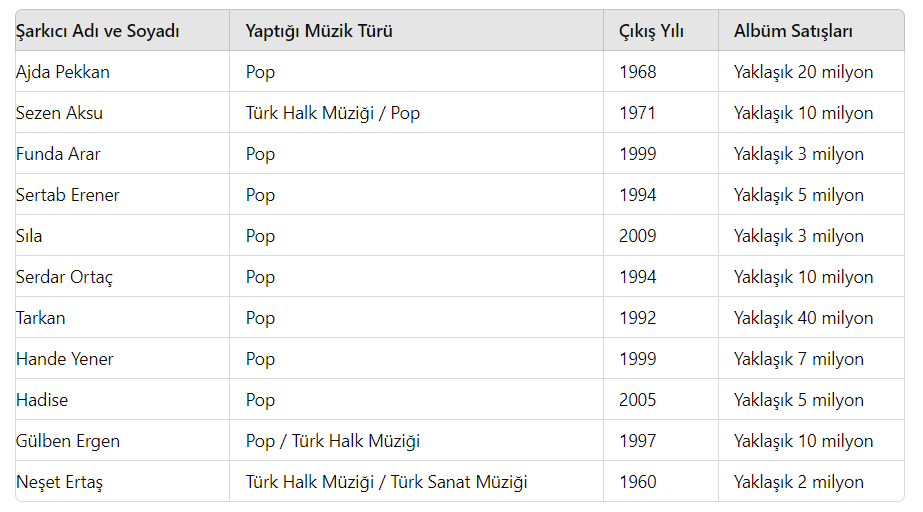 Şarkıcı Adı ve Soyadı Yaptığı Müzik Türü Çıkış Yılı Albüm Satışları
Ajda Pekkan Pop 1968 Yaklaşık 20 milyon
Sezen Aksu Türk Halk Müziği / Pop 1971 Yaklaşık 10 milyon
Funda Arar Pop 1999 Yaklaşık 3 milyon
Sertab Erener Pop 1994 Yaklaşık 5 milyon
Sıla Pop 2009 Yaklaşık 3 milyon
Serdar Ortaç Pop 1994 Yaklaşık 10 milyon
Tarkan Pop 1992 Yaklaşık 40 milyon
Hande Yener Pop 1999 Yaklaşık 7 milyon
Hadise Pop 2005 Yaklaşık 5 milyon
Gülben Ergen Pop / Türk Halk Müziği 1997 Yaklaşık 10 milyon
Neşet Ertaş Türk Halk Müziği / Türk Sanat Müziği 1960 Yaklaşık 2 milyon